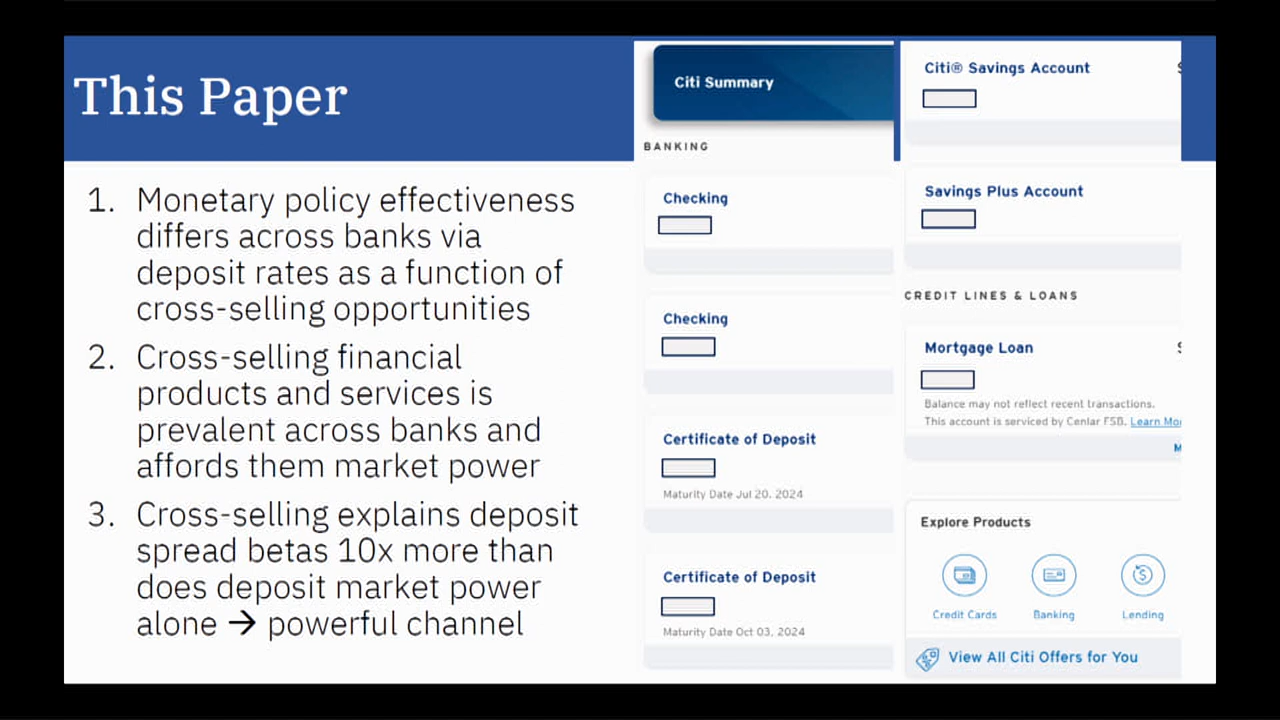 This Paper
1. Monetary policy effectiveness
differs across banks via
deposit rates as a function of
cross-selling opportunities
2. Cross-selling financial
products and services is
prevalent across banks and
affords them market power
3. Cross-selling explains deposit
spread betas 10x more than
does deposit market power
alone → powerful channel
Citi Summary
BANKING
Checking
Checking
Certificate of Deposit
Maturity Date Jul 20, 2024
Certificate of Deposit
Maturity Date Oct 03, 2024
Citi® Savings Account
Savings Plus Account
CREDIT LINES & LOANS
Mortgage Loan
Balance may not reflect recent transactions.
This account is serviced by Cenlar FSB. Learn Mo
M
Explore Products
Credit Cards Banking Lending
View All Citi Offers for You